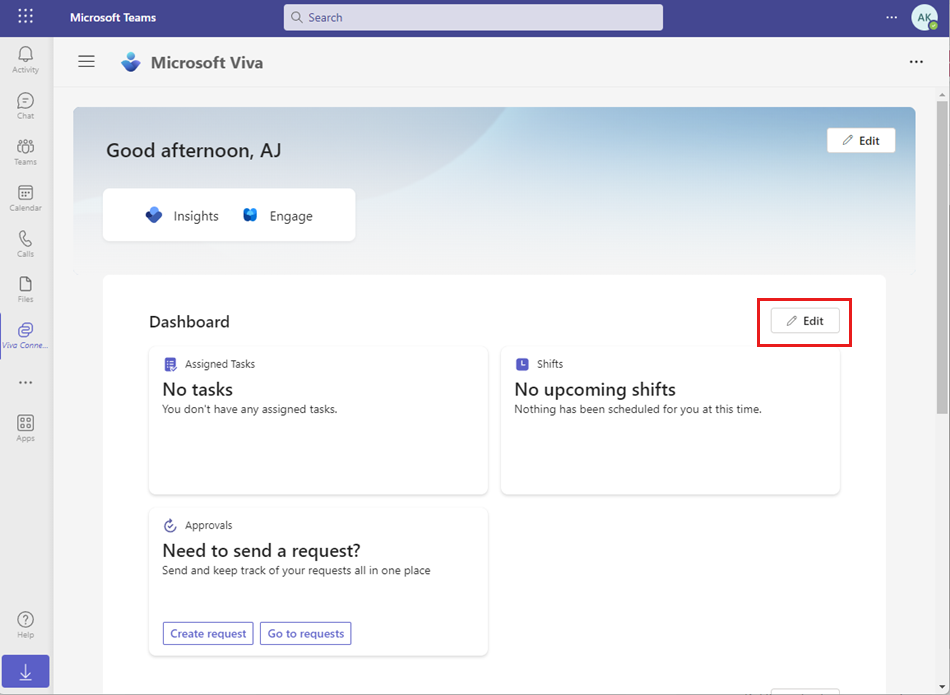 Microsoft Teams
Search
AK
Activity
Chat
Teams
Calendar
Calls
Files
Viva Conne...
Apps
Help
Microsoft Viva
Good afternoon, AJ
Edit
Insights
Engage
Dashboard
Edit
Assigned Tasks
No tasks
You don't have any assigned tasks.
Shifts
No upcoming shifts
Nothing has been scheduled for you at this time.
Approvals
Need to send a request?
Send and keep track of your requests all in one place
Create request
Go to requests